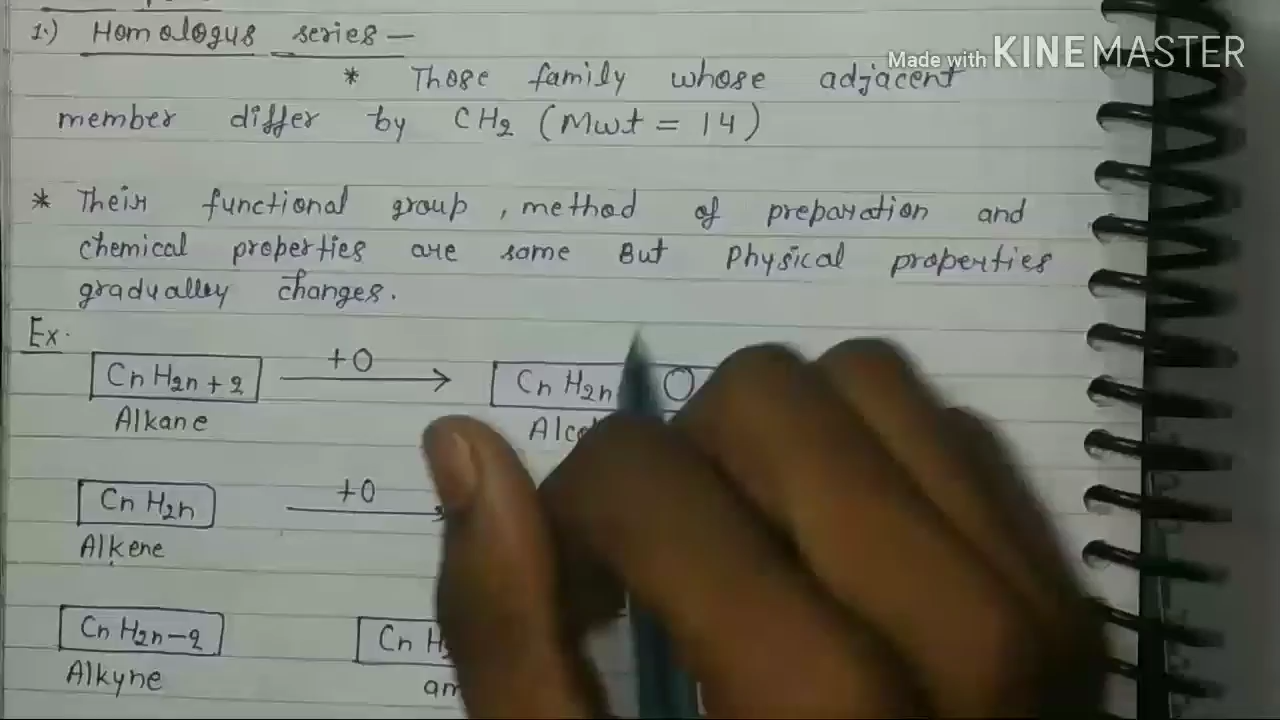 1.) Homologus series —
Made with KINEMASTER
* Those family whose adjacent
member differ by CH2 (Mwt = 14)
* Their functional group , method of preparation and
chemical properties are same But Physical properties
gradualley changes.
Ex.
CnH2n+2 +O CnH2n O
Alkane
CnH2n +O
Alkene
CnH2n-2 CnH
Alkyne